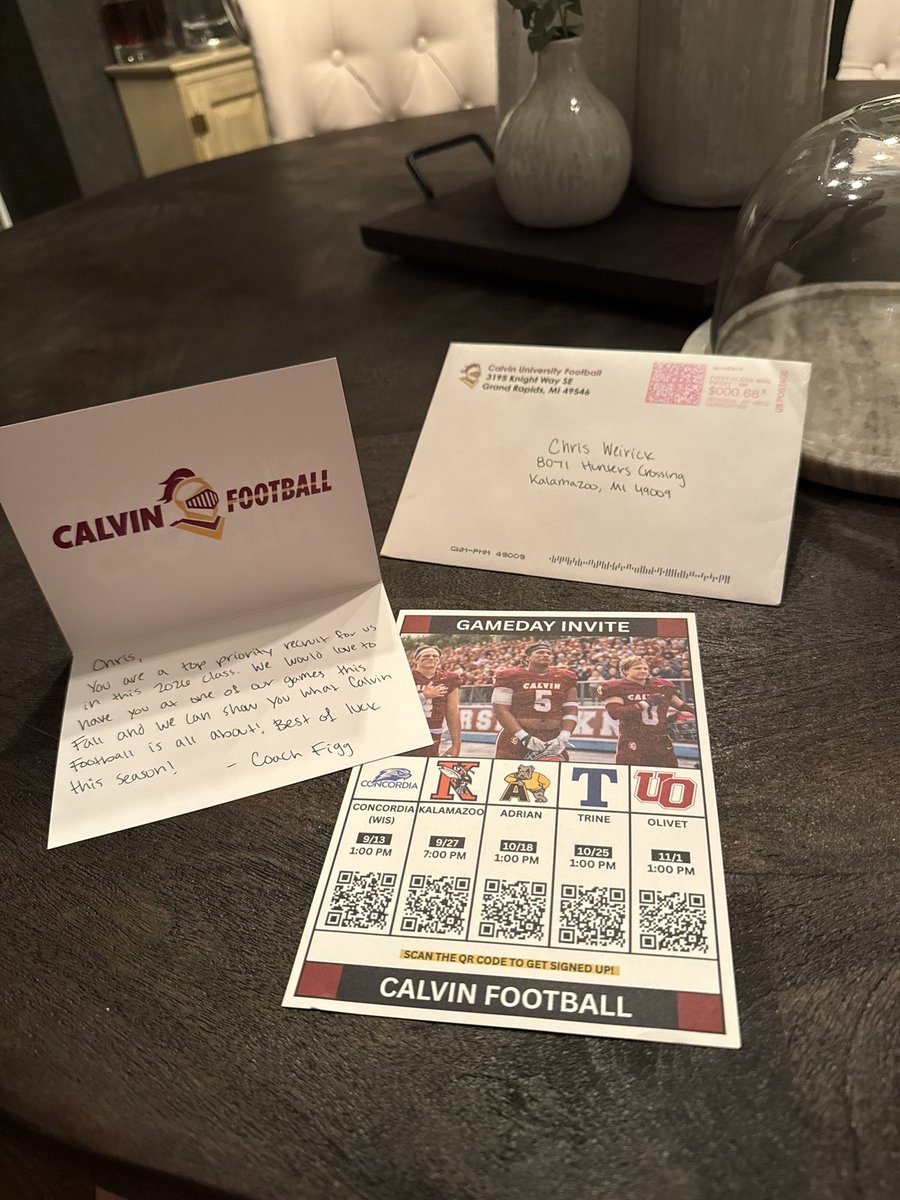 Calvin University Football
3195 Knight Way SE
Grand Rapids, MI 49546
FIRST-CLASS MAIL
$000.68
US POSTAGE
Chris Weirick
8071 Hunters Crossing
Kalamazoo, MI 49009
GWM-PMM 49009
CALVIN FOOTBALL
Chris,
You are a top priority recruit for us
in this 2026 class. We would love to
have you at one of our games this
Fall and we can show you what Calvin
Football is all about! Best of luck
this season! - Coach Figg
GAMEDAY INVITE
CALVIN
5
CONCORDIA
K
A
T
UO
CONCORDIA (WIS)
9/13
1:00 PM
KALAMAZOO
9/27
7:00 PM
ADRIAN
10/18
1:00 PM
TRINE
10/25
1:00 PM
OLIVET
11/1
1:00 PM
SCAN THE QR CODE TO GET SIGNED UP!
CALVIN FOOTBALL